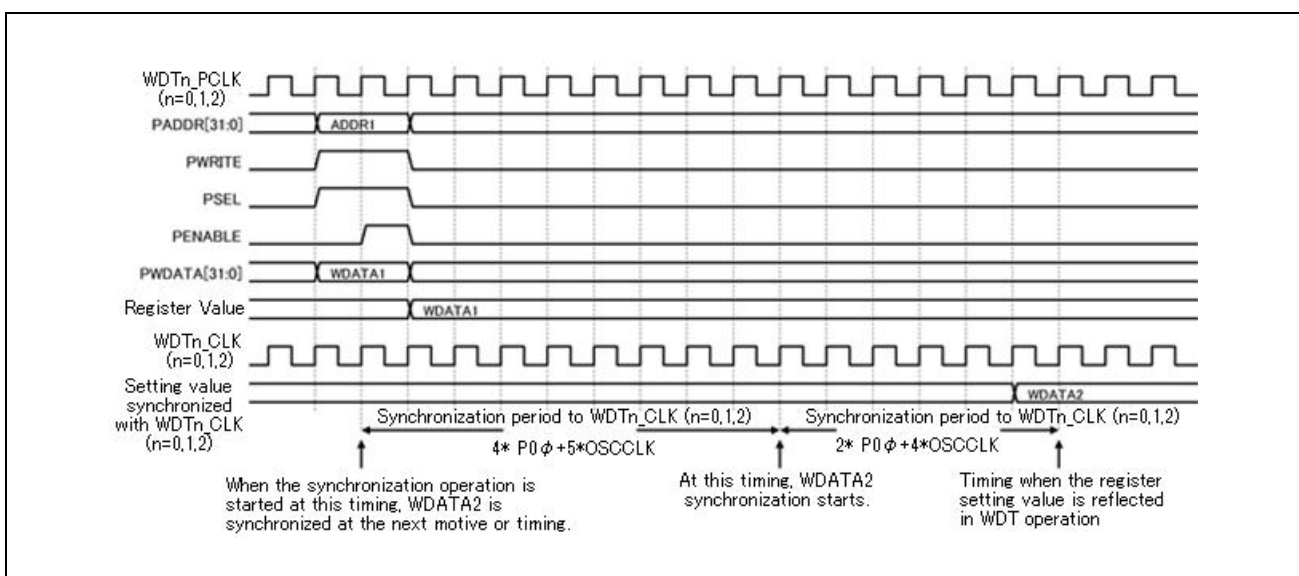 WDTn_PCLK
(n=0,1,2)
PADDR[31:0]
ADDR1
PWRITE
PSEL
PENABLE
PWDATA[31:0]
WDATA1
Register Value
WDATA1
WDTn_CLK
(n=0,1,2)
Setting value
synchronized
with WDTn_CLK
(n=0,1,2)
WDATA2
Synchronization period to WDTn_CLK (n=0,1,2)
Synchronization period to WDTn_CLK (n=0,1,2)
4* P0φ+5*OSCCLK
2* P0φ+4*OSCCLK
When the synchronization operation is
started at this timing, WDATA2 is
synchronized at the next motive or timing.
At this timing, WDATA2
synchronization starts.
Timing when the register
setting value is reflected
in WDT operation